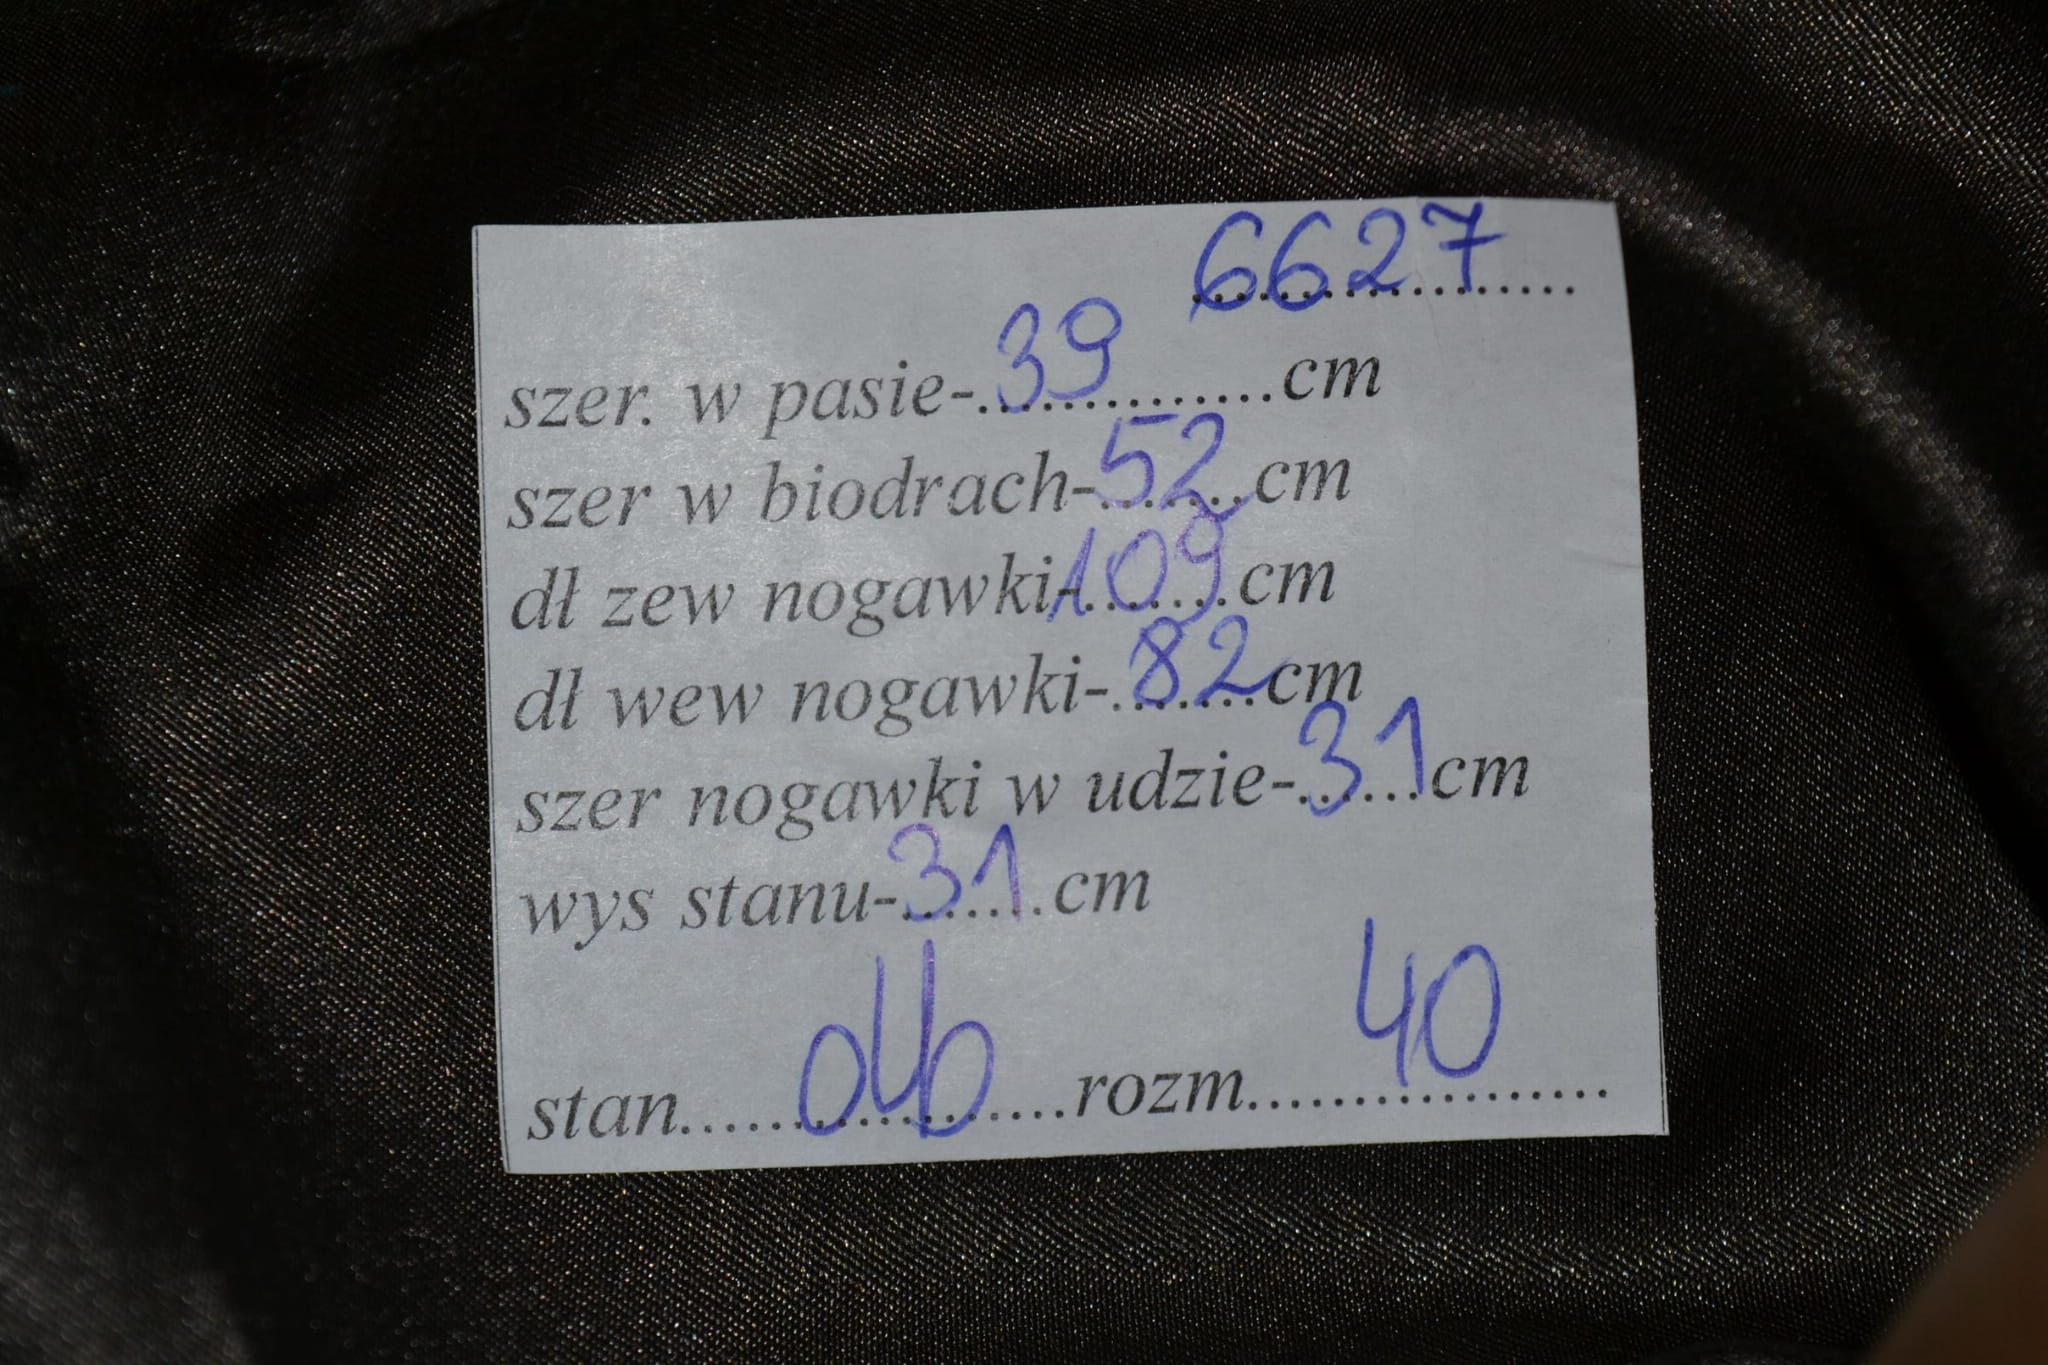 6627
szer. w pasie-39cm
szer w biodrach-52cm
dł zew nogawki-109cm
dł wew nogawki-82cm
szer nogawki w udzie-31cm
wys stanu-31cm
stan.....db.....rozm.....40.....